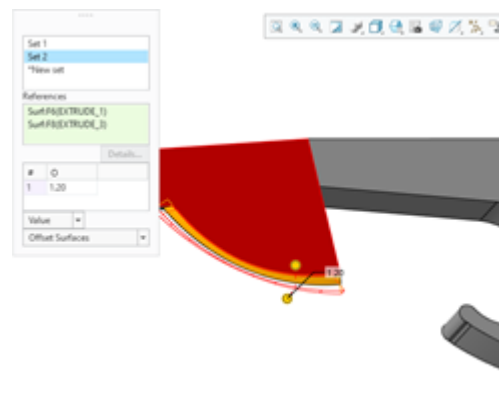 Set 1
Set 2
*New set
References
Surf:F6(EXTRUDE_1)
Surf:F8(EXTRUDE_3)
Details...
# O
1 1.20
Value
Offset Surfaces
1.20